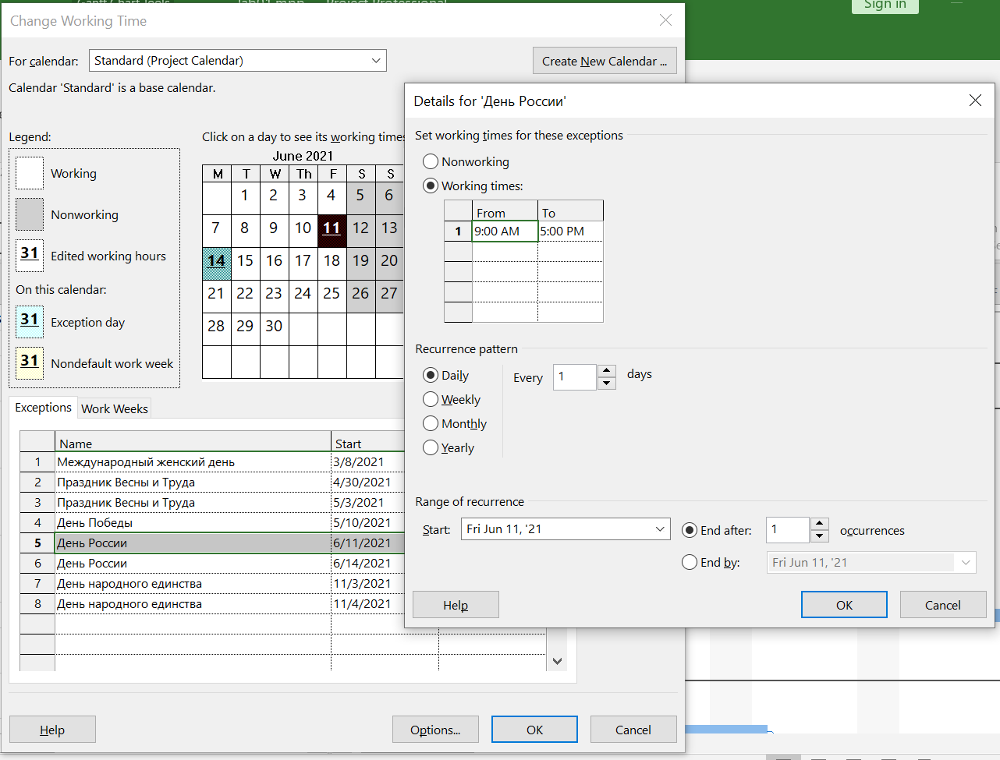 Sign in
Change Working Time
For calendar:
Standard (Project Calendar)
Create New Calendar ...
Calendar 'Standard' is a base calendar.
Legend:
Working
Nonworking
31 Edited working hours
On this calendar:
31 Exception day
31 Nondefault work week
Click on a day to see its working times
June 2021
M T W Th F S S
1 2 3 4 5 6
7 8 9 10 11 12 13
14 15 16 17 18 19 20
21 22 23 24 25 26 27
28 29 30
Exceptions Work Weeks
Name Start
1 Международный женский день 3/8/2021
2 Праздник Весны и Труда 4/30/2021
3 Праздник Весны и Труда 5/3/2021
4 День Победы 5/10/2021
5 День России 6/11/2021
6 День России 6/14/2021
7 День народного единства 11/3/2021
8 День народного единства 11/4/2021
Help
Options...
OK
Cancel
Details for 'День России'
Set working times for these exceptions
Nonworking
Working times:
From To
1 9:00 AM 5:00 PM
Recurrence pattern
Daily
Weekly
Monthly
Yearly
Every 1 days
Range of recurrence
Start: Fri Jun 11, '21
End after: 1 occurrences
End by: Fri Jun 11, '21
Help
OK
Cancel